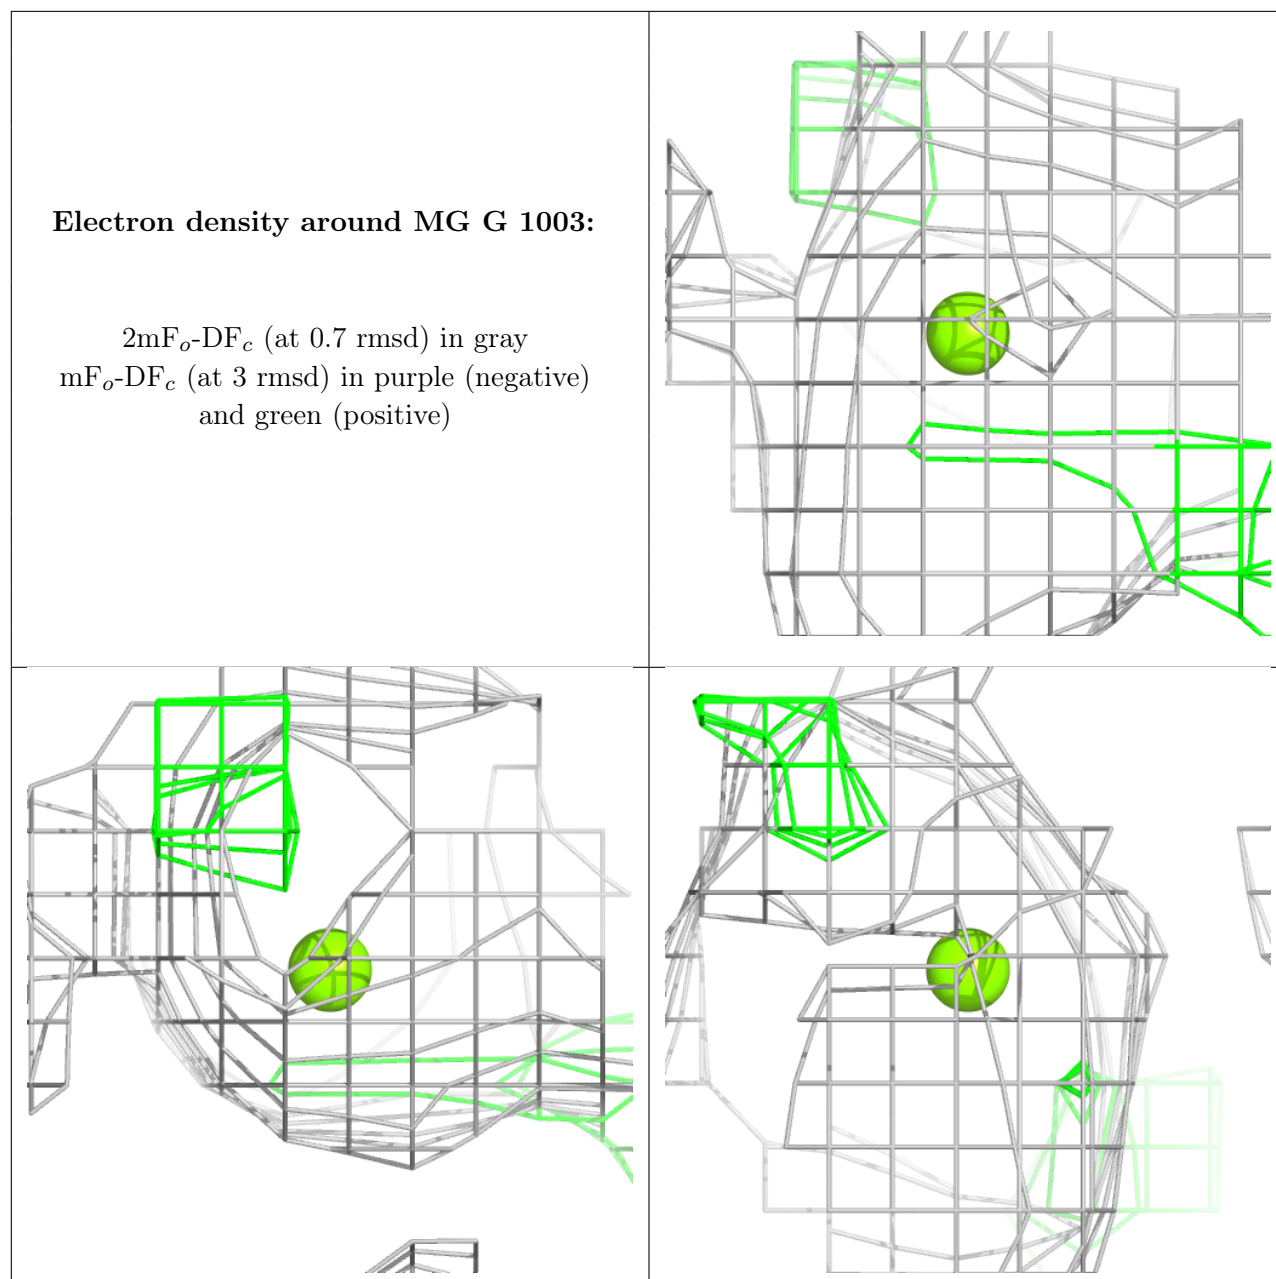 Electron density around MG G 1003:
2mFo-DFc (at 0.7 rmsd) in gray
mFo-DFc (at 3 rmsd) in purple (negative)
and green (positive)